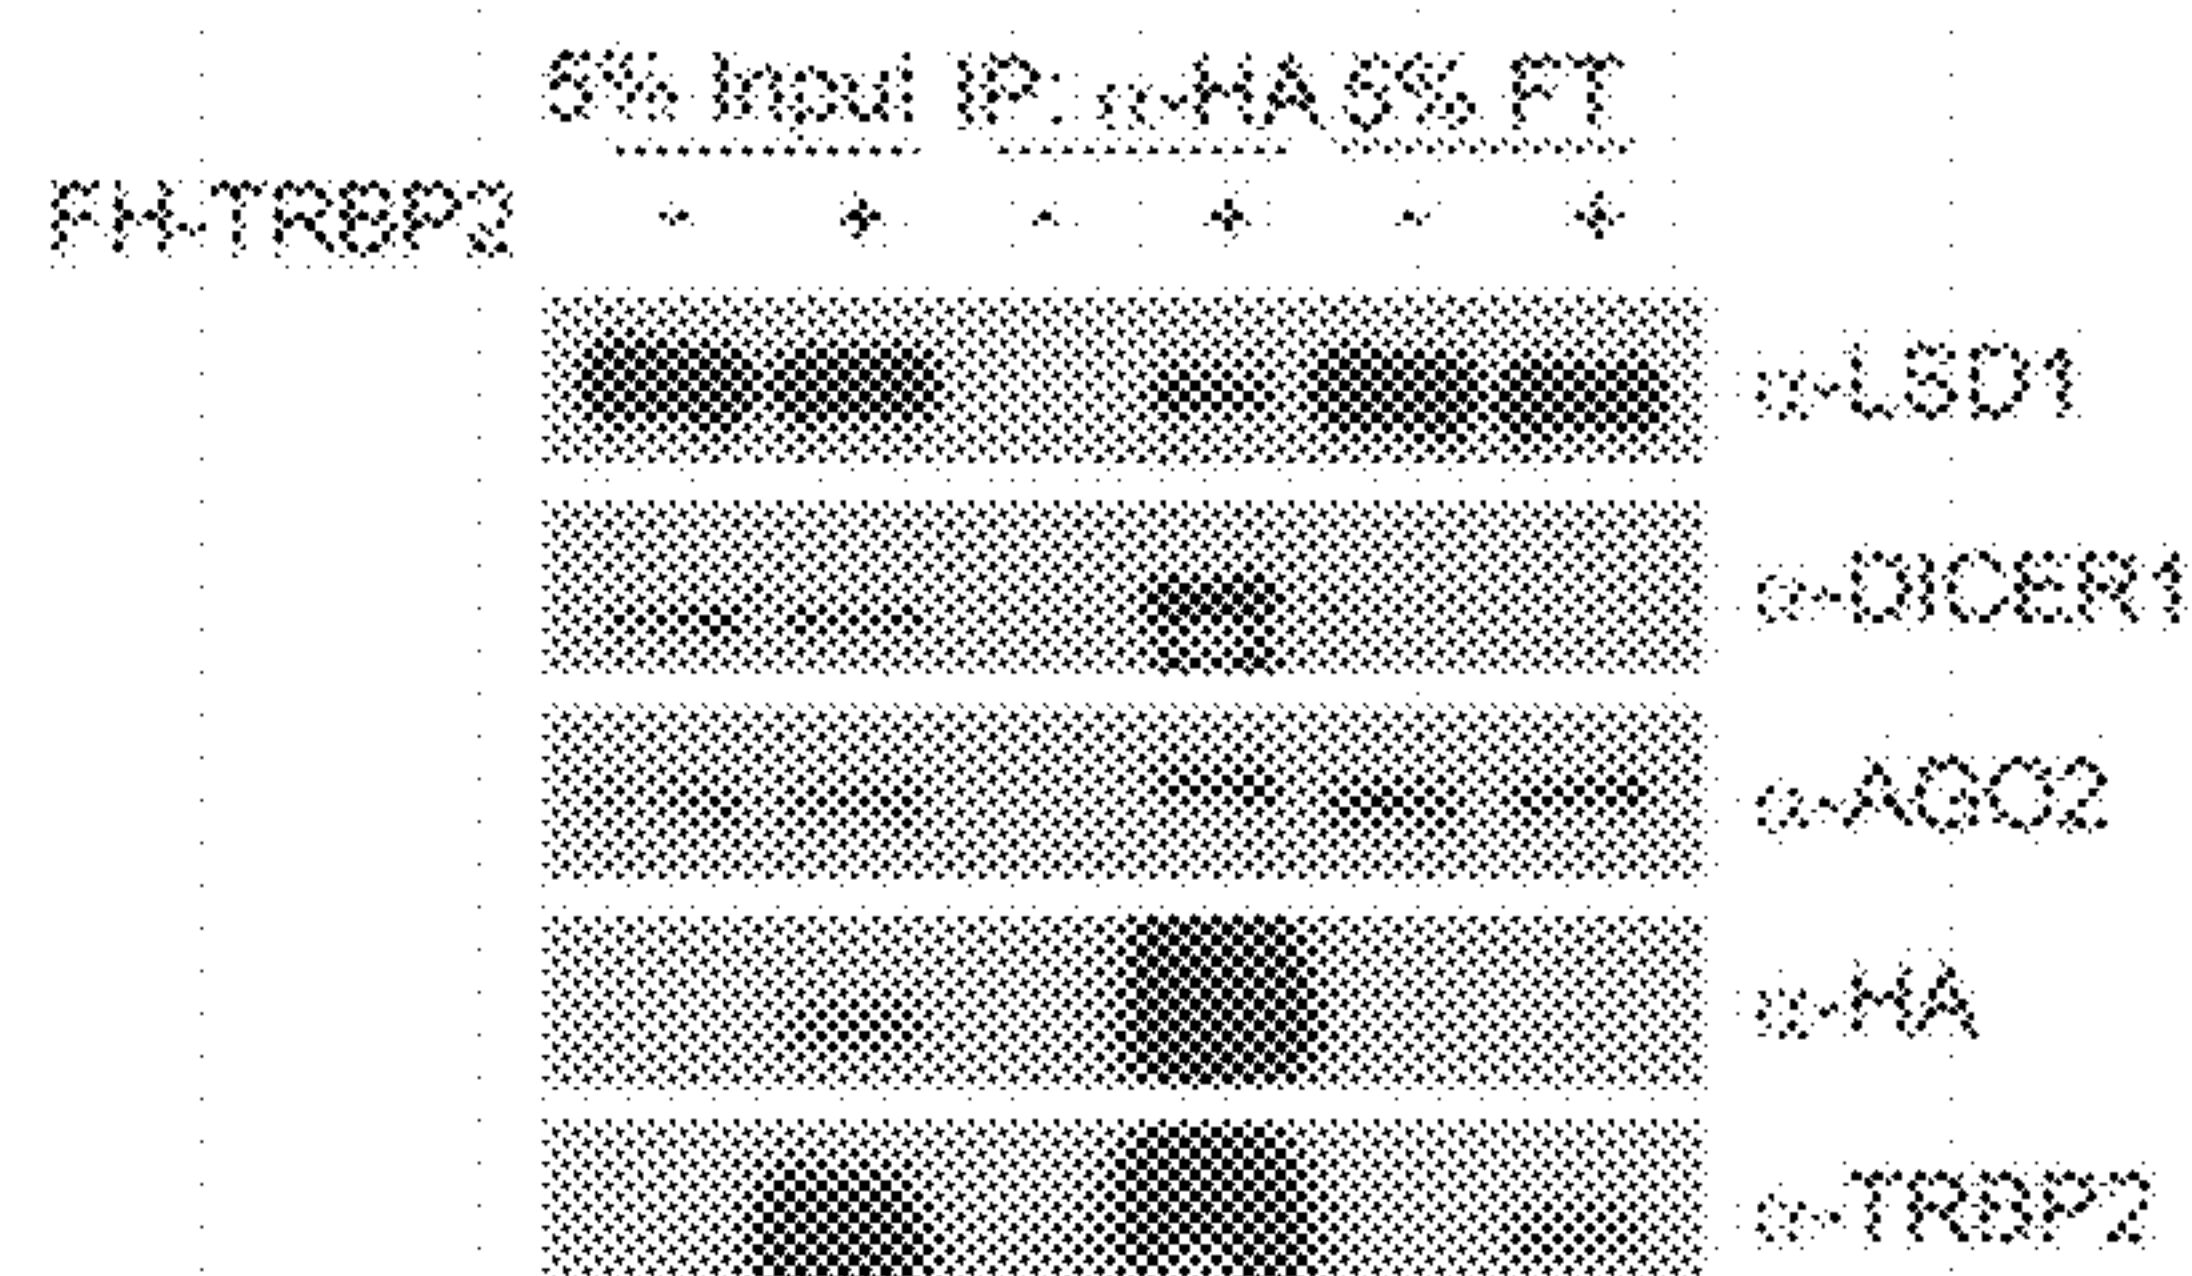 5% Input IP: α-HA 5% FT
FH-TRBP2 - + - + - +
α-LSD1
α-DICER1
α-AGO2
α-HA
α-TRBP2